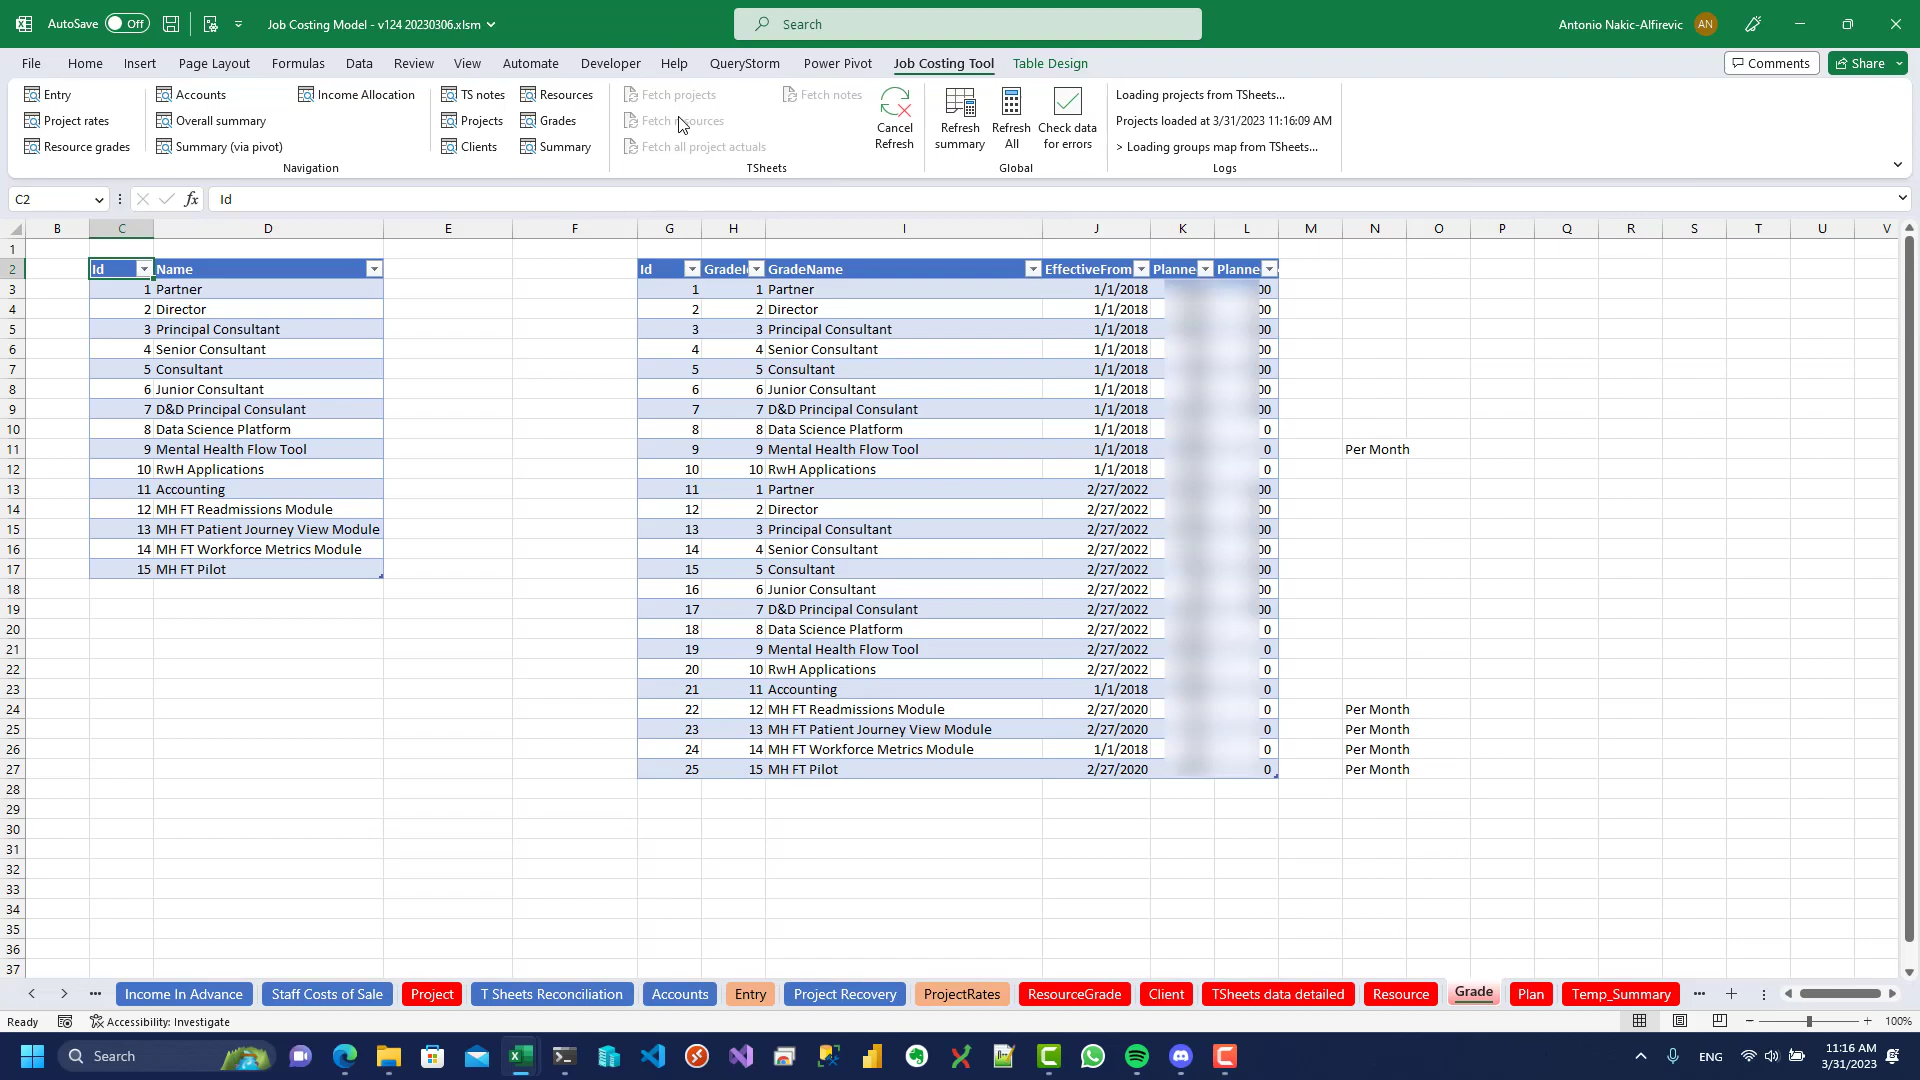 AutoSave Off Job Costing Model - v124 20230306.xlsm Search Antonio Nakic-Alfirevic AN
File Home Insert Page Layout Formulas Data Review View Automate Developer Help QueryStorm Power Pivot Job Costing Tool Table Design Comments Share
Entry Accounts Income Allocation TS notes Resources Fetch projects Fetch notes Loading projects from TSheets...
Project rates Overall summary Projects Grades Fetch resources Projects loaded at 3/31/2023 11:16:09 AM
Resource grades Summary (via pivot) Clients Summary Fetch all project actuals > Loading groups map from TSheets...
Cancel Refresh
Refresh summary
Refresh All
Check data for errors
Navigation TSheets Global Logs
C2 fx Id
B C D E F G H I J K L M N O P Q R S T U V
1
2 Id Name Id GradeI GradeName EffectiveFrom Planne Planne
3 1 Partner 1 1 Partner 1/1/2018 00
4 2 Director 2 2 Director 1/1/2018 00
5 3 Principal Consultant 3 3 Principal Consultant 1/1/2018 00
6 4 Senior Consultant 4 4 Senior Consultant 1/1/2018 00
7 5 Consultant 5 5 Consultant 1/1/2018 00
8 6 Junior Consultant 6 6 Junior Consultant 1/1/2018 00
9 7 D&D Principal Consulant 7 7 D&D Principal Consulant 1/1/2018 00
10 8 Data Science Platform 8 8 Data Science Platform 1/1/2018 0
11 9 Mental Health Flow Tool 9 9 Mental Health Flow Tool 1/1/2018 0 Per Month
12 10 RwH Applications 10 10 RwH Applications 1/1/2018 0
13 11 Accounting 11 1 Partner 2/27/2022 00
14 12 MH FT Readmissions Module 12 2 Director 2/27/2022 00
15 13 MH FT Patient Journey View Module 13 3 Principal Consultant 2/27/2022 00
16 14 MH FT Workforce Metrics Module 14 4 Senior Consultant 2/27/2022 00
17 15 MH FT Pilot 15 5 Consultant 2/27/2022 00
18 16 6 Junior Consultant 2/27/2022 00
19 17 7 D&D Principal Consulant 2/27/2022 00
20 18 8 Data Science Platform 2/27/2022 0
21 19 9 Mental Health Flow Tool 2/27/2022 0
22 20 10 RwH Applications 2/27/2022 0
23 21 11 Accounting 1/1/2018 0
24 22 12 MH FT Readmissions Module 2/27/2020 0 Per Month
25 23 13 MH FT Patient Journey View Module 2/27/2020 0 Per Month
26 24 14 MH FT Workforce Metrics Module 1/1/2018 0 Per Month
27 25 15 MH FT Pilot 2/27/2020 0 Per Month
28
29
30
31
32
33
34
35
36
37
Income In Advance Staff Costs of Sale Project T Sheets Reconciliation Accounts Entry Project Recovery ProjectRates ResourceGrade Client TSheets data detailed Resource Grade Plan Temp_Summary
Ready Accessibility: Investigate 100%
Search ENG 11:16 AM
3/31/2023